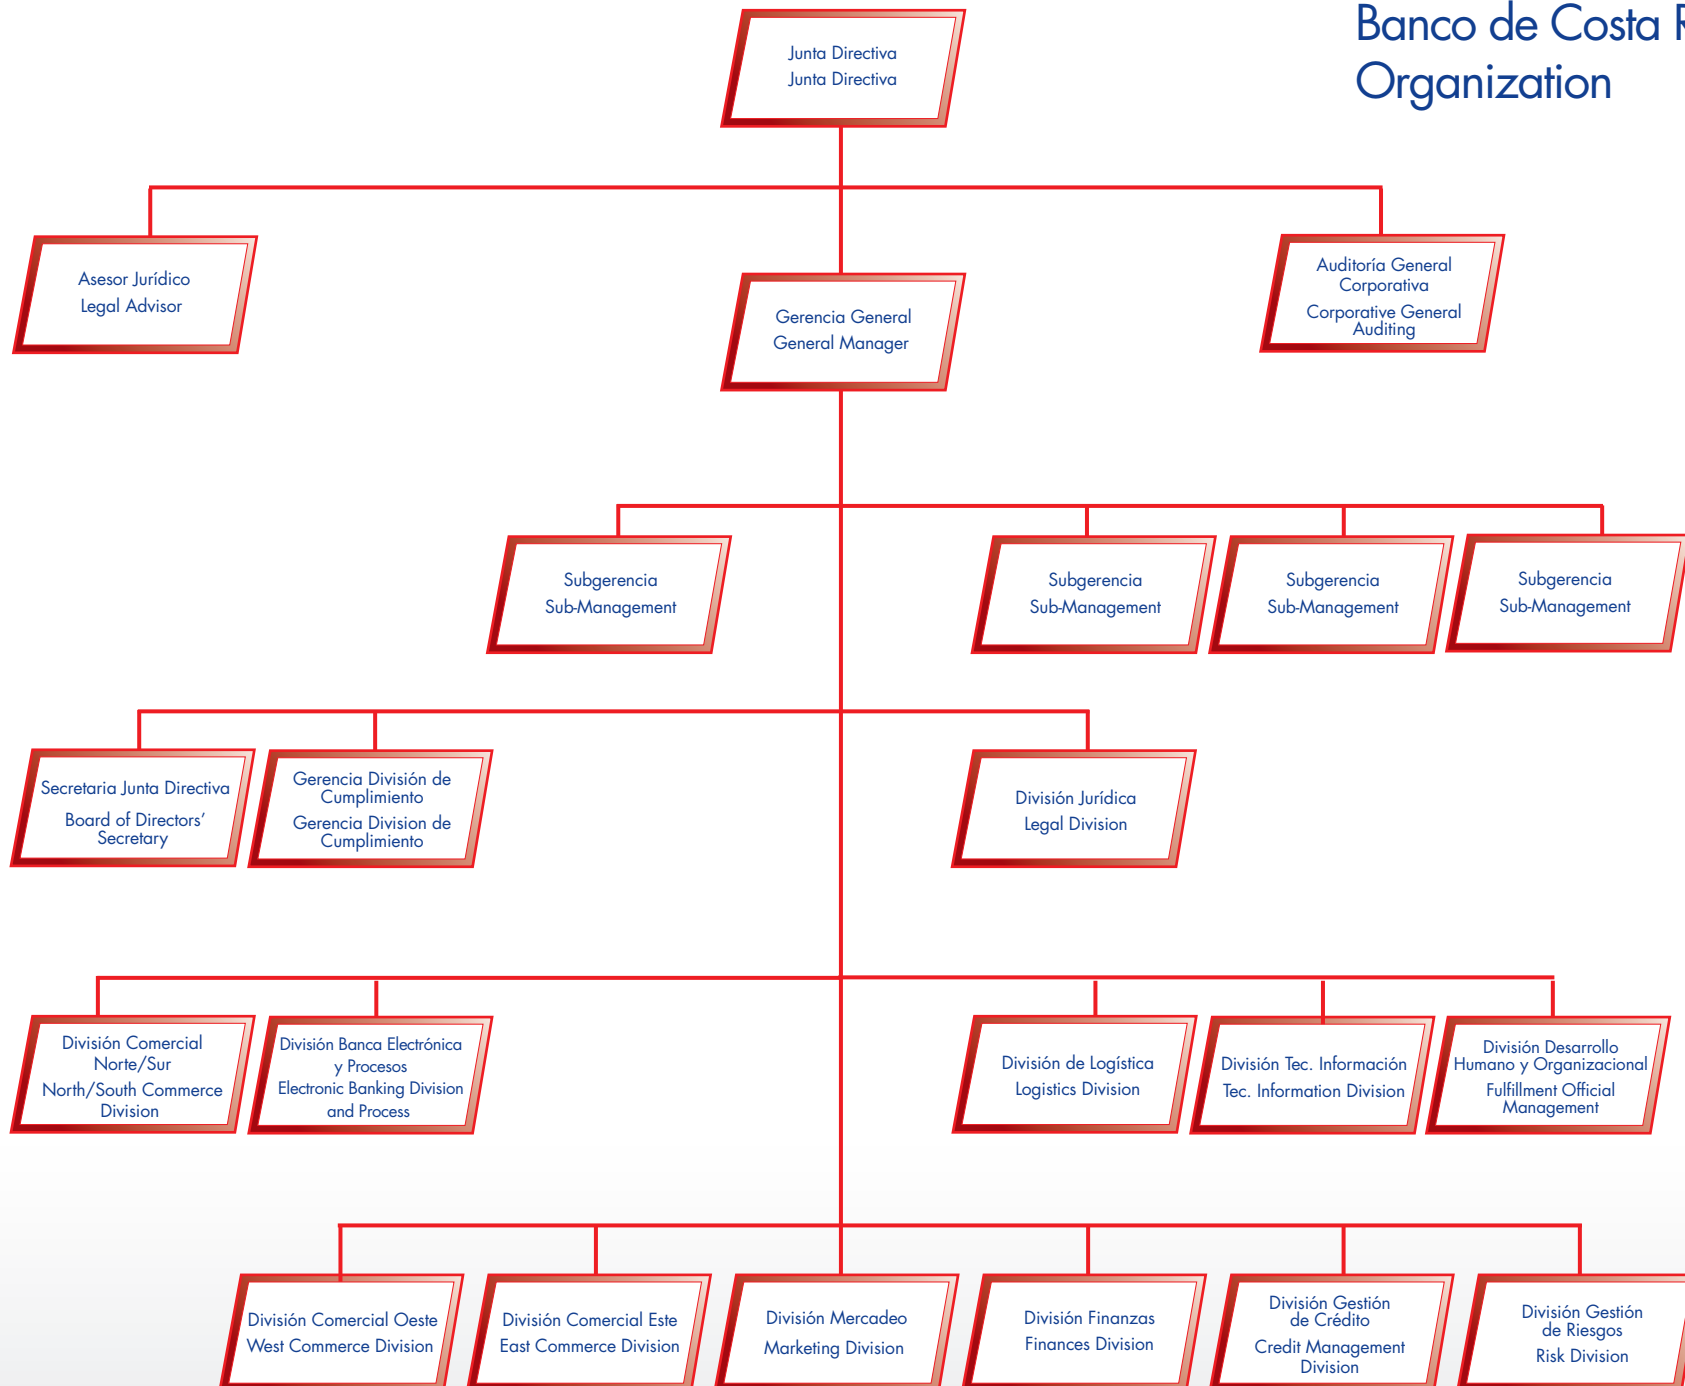 Banco de Costa R
Organization
Junta Directiva
Junta Directiva
Asesor Jurídico
Legal Advisor
Gerencia General
General Manager
Auditoría General
Corporativa
Corporative General
Auditing
Subgerencia
Sub-Management
Subgerencia
Sub-Management
Subgerencia
Sub-Management
Subgerencia
Sub-Management
Secretaria Junta Directiva
Board of Directors’
Secretary
Gerencia División de
Cumplimiento
Gerencia Division de
Cumplimiento
División Jurídica
Legal Division
División Comercial
Norte/Sur
North/South Commerce
Division
División Banca Electrónica
y Procesos
Electronic Banking Division
and Process
División de Logística
Logistics Division
División Tec. Información
Tec. Information Division
División Desarrollo
Humano y Organizacional
Fulfillment Official
Management
División Comercial Oeste
West Commerce Division
División Comercial Este
East Commerce Division
División Mercadeo
Marketing Division
División Finanzas
Finances Division
División Gestión
de Crédito
Credit Management
Division
División Gestión
de Riesgos
Risk Division